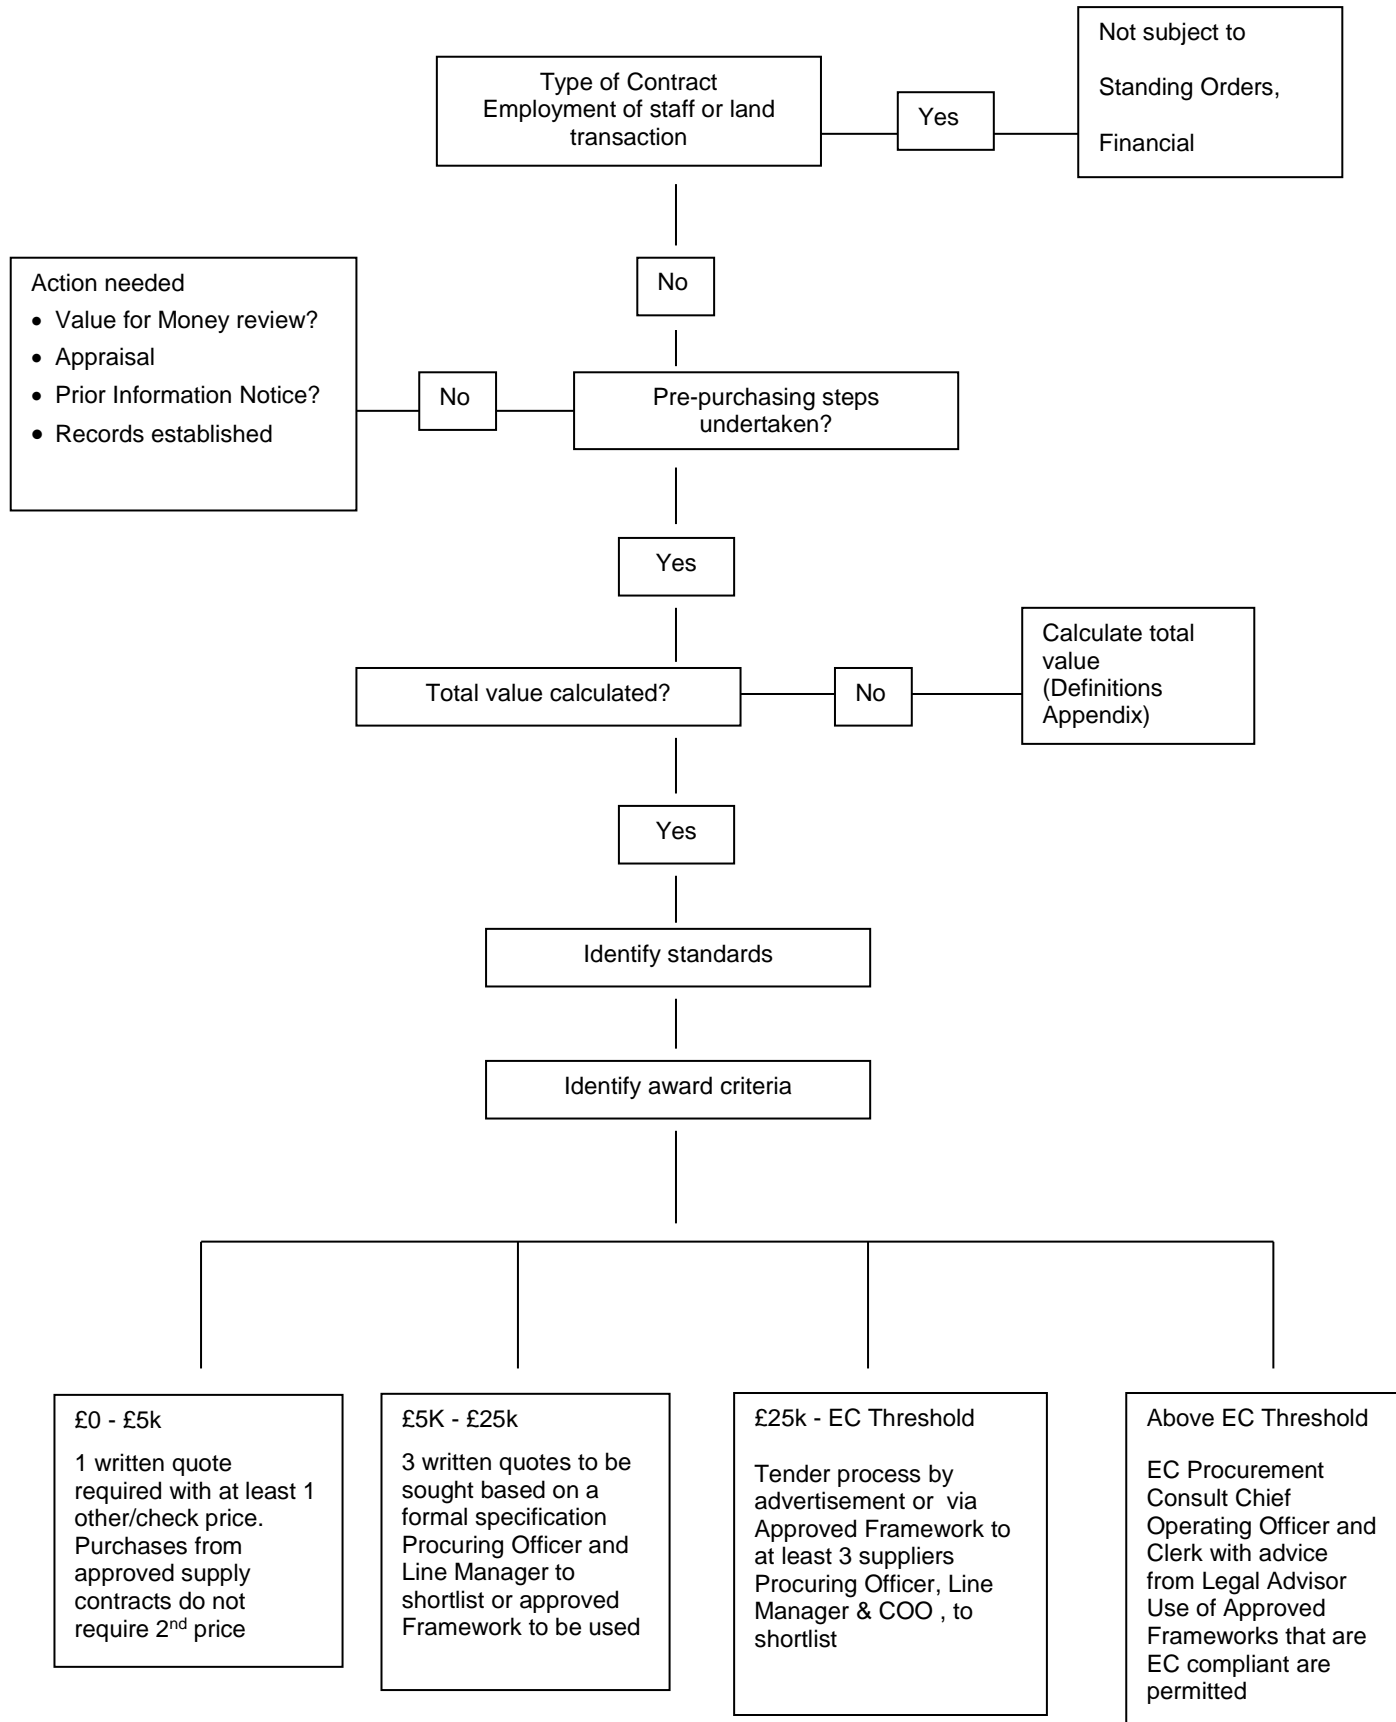 Not subject to
Standing Orders,
Financial
Type of Contract
Employment of staff or land
transaction
Yes
No
Action needed
• Value for Money review?
• Appraisal
• Prior Information Notice?
• Records established
No
Pre-purchasing steps
undertaken?
Yes
Total value calculated?
No
Calculate total
value
(Definitions
Appendix)
Yes
Identify standards
Identify award criteria
£0 - £5k
1 written quote
required with at least 1
other/check price.
Purchases from
approved supply
contracts do not
require 2nd price
£5K - £25k
3 written quotes to be
sought based on a
formal specification
Procuring Officer and
Line Manager to
shortlist or approved
Framework to be used
£25k - EC Threshold
Tender process by
advertisement or via
Approved Framework to
at least 3 suppliers
Procuring Officer, Line
Manager & COO , to
shortlist
Above EC Threshold
EC Procurement
Consult Chief
Operating Officer and
Clerk with advice
from Legal Advisor
Use of Approved
Frameworks that are
EC compliant are
permitted